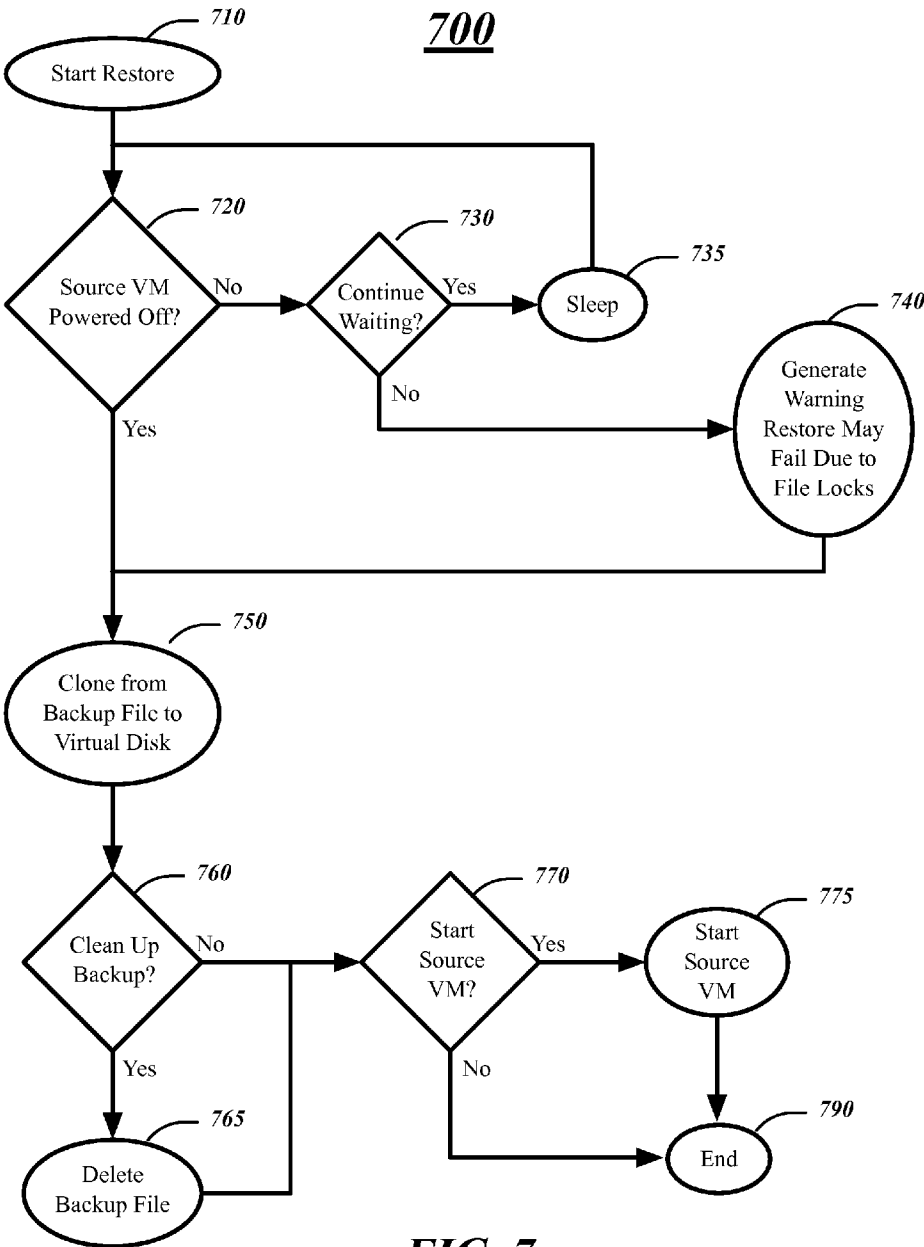 700
710
Start Restore
720
Source VM
Powered Off?
No
Yes
730
Continue
Waiting?
Yes
No
735
Sleep
740
Generate
Warning
Restore May
Fail Due to
File Locks
750
Clone from
Backup File to
Virtual Disk
760
Clean Up
Backup?
No
Yes
765
Delete
Backup File
770
Start
Source
VM?
Yes
No
775
Start
Source
VM
790
End
FIG. 7